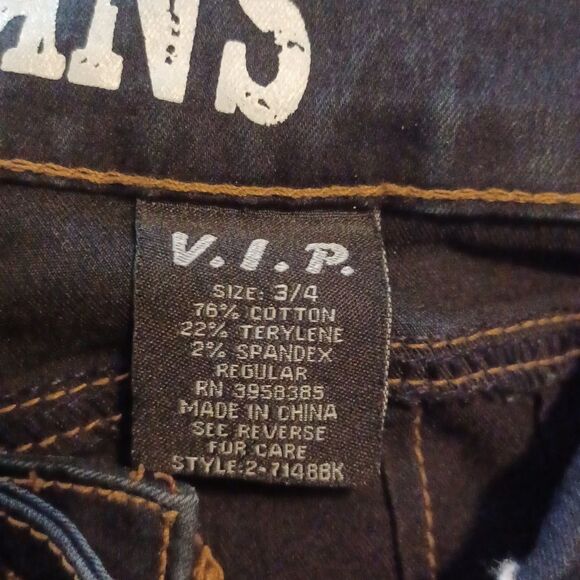 V.I.P.
SIZE: 3/4
76% COTTON
22% TERYLENE
2% SPANDEX
REGULAR
RN 3958385
MADE IN CHINA
SEE REVERSE
FOR CARE
STYLE:2-7148BK